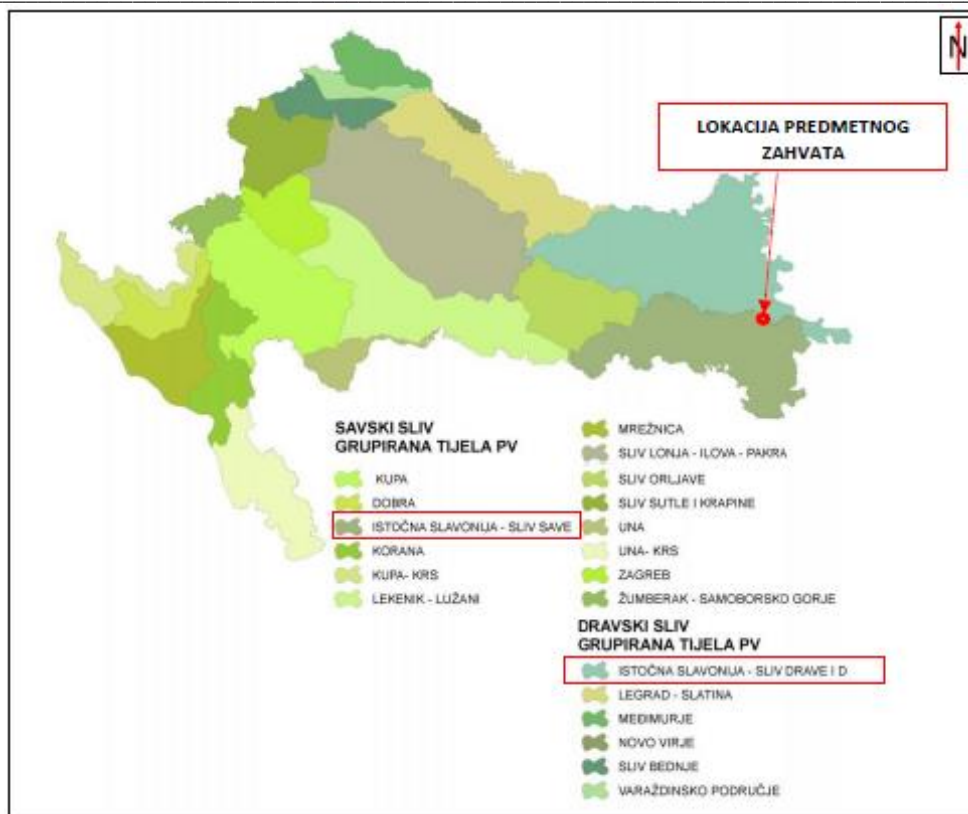 N
LOKACIJA PREDMETNOG
ZAHVATA
SAVSKI SLIV
GRUPIRANA TIJELA PV
KUPA
DOBRA
ISTOČNA SLAVONIJA - SLIV SAVE
KORANA
KUPA- KRS
LEKENIK - LUŽANI
MREŽNICA
SLIV LONJA - ILOVA - PAKRA
SLIV ORLJAVE
SLIV SUTLE I KRAPINE
UNA
UNA- KRS
ZAGREB
ŽUMBERAK - SAMOBORSKO GORJE
DRAVSKI SLIV
GRUPIRANA TIJELA PV
ISTOČNA SLAVONIJA - SLIV DRAVE I D
LEGRAD - SLATINA
MEĐIMURJE
NOVO VIRJE
SLIV BEDNJE
VARAŽDINSKO PODRUČJE